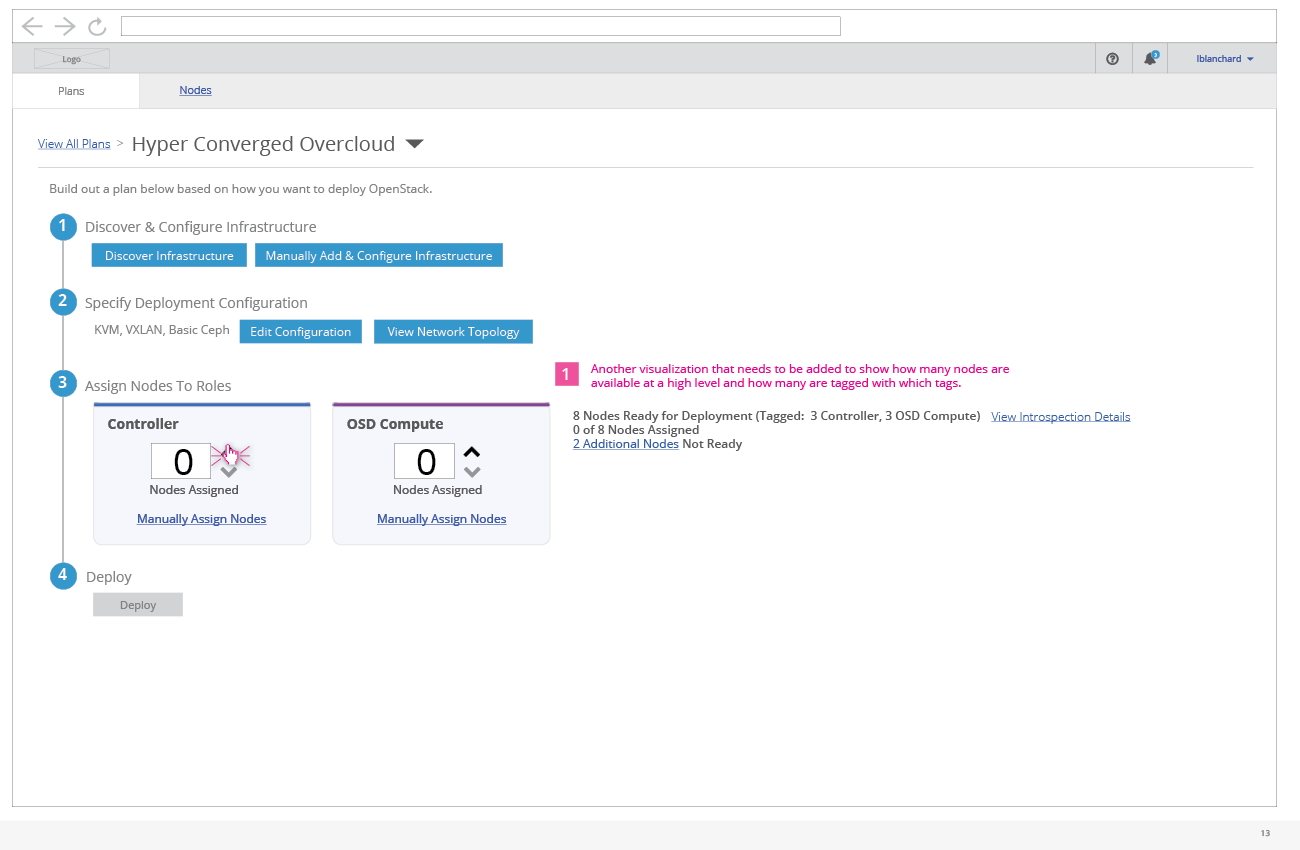 Logo
3
lblanchard
Plans
Nodes
View All Plans > Hyper Converged Overcloud
Build out a plan below based on how you want to deploy OpenStack.
1 Discover & Configure Infrastructure
Discover Infrastructure
Manually Add & Configure Infrastructure
2 Specify Deployment Configuration
KVM, VXLAN, Basic Ceph
Edit Configuration
View Network Topology
3 Assign Nodes To Roles
Controller
0
Nodes Assigned
Manually Assign Nodes
OSD Compute
0
Nodes Assigned
Manually Assign Nodes
1 Another visualization that needs to be added to show how many nodes are
available at a high level and how many are tagged with which tags.
8 Nodes Ready for Deployment (Tagged: 3 Controller, 3 OSD Compute) View Introspection Details
0 of 8 Nodes Assigned
2 Additional Nodes Not Ready
4 Deploy
Deploy
13